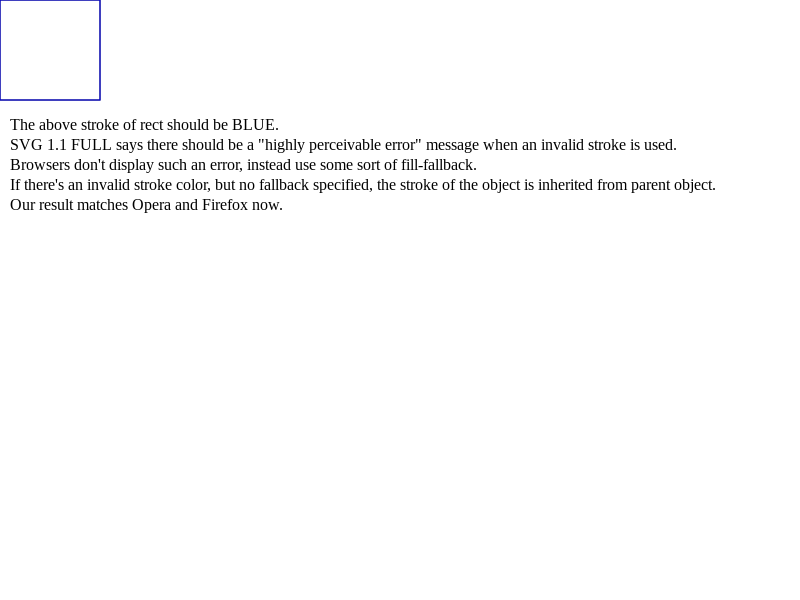 The above stroke of rect should be BLUE.
SVG 1.1 FULL says there should be a "highly perceivable error" message when an invalid stroke is used.
Browsers don't display such an error, instead use some sort of fill-fallback.
If there's an invalid stroke color, but no fallback specified, the stroke of the object is inherited from parent object.
Our result matches Opera and Firefox now.